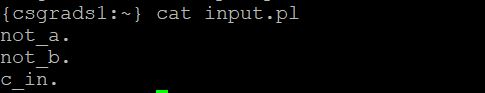 {csgrads1:~} cat input.pl
not_a.
not_b.
c_in.